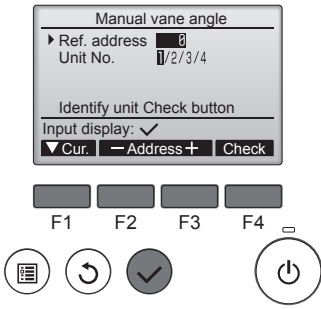 Manual vane angle
Ref. address 0
Unit No. 1/2/3/4
Identify unit Check button
Input display: ✓
▼Cur. −Address+ Check
F1 F2 F3 F4